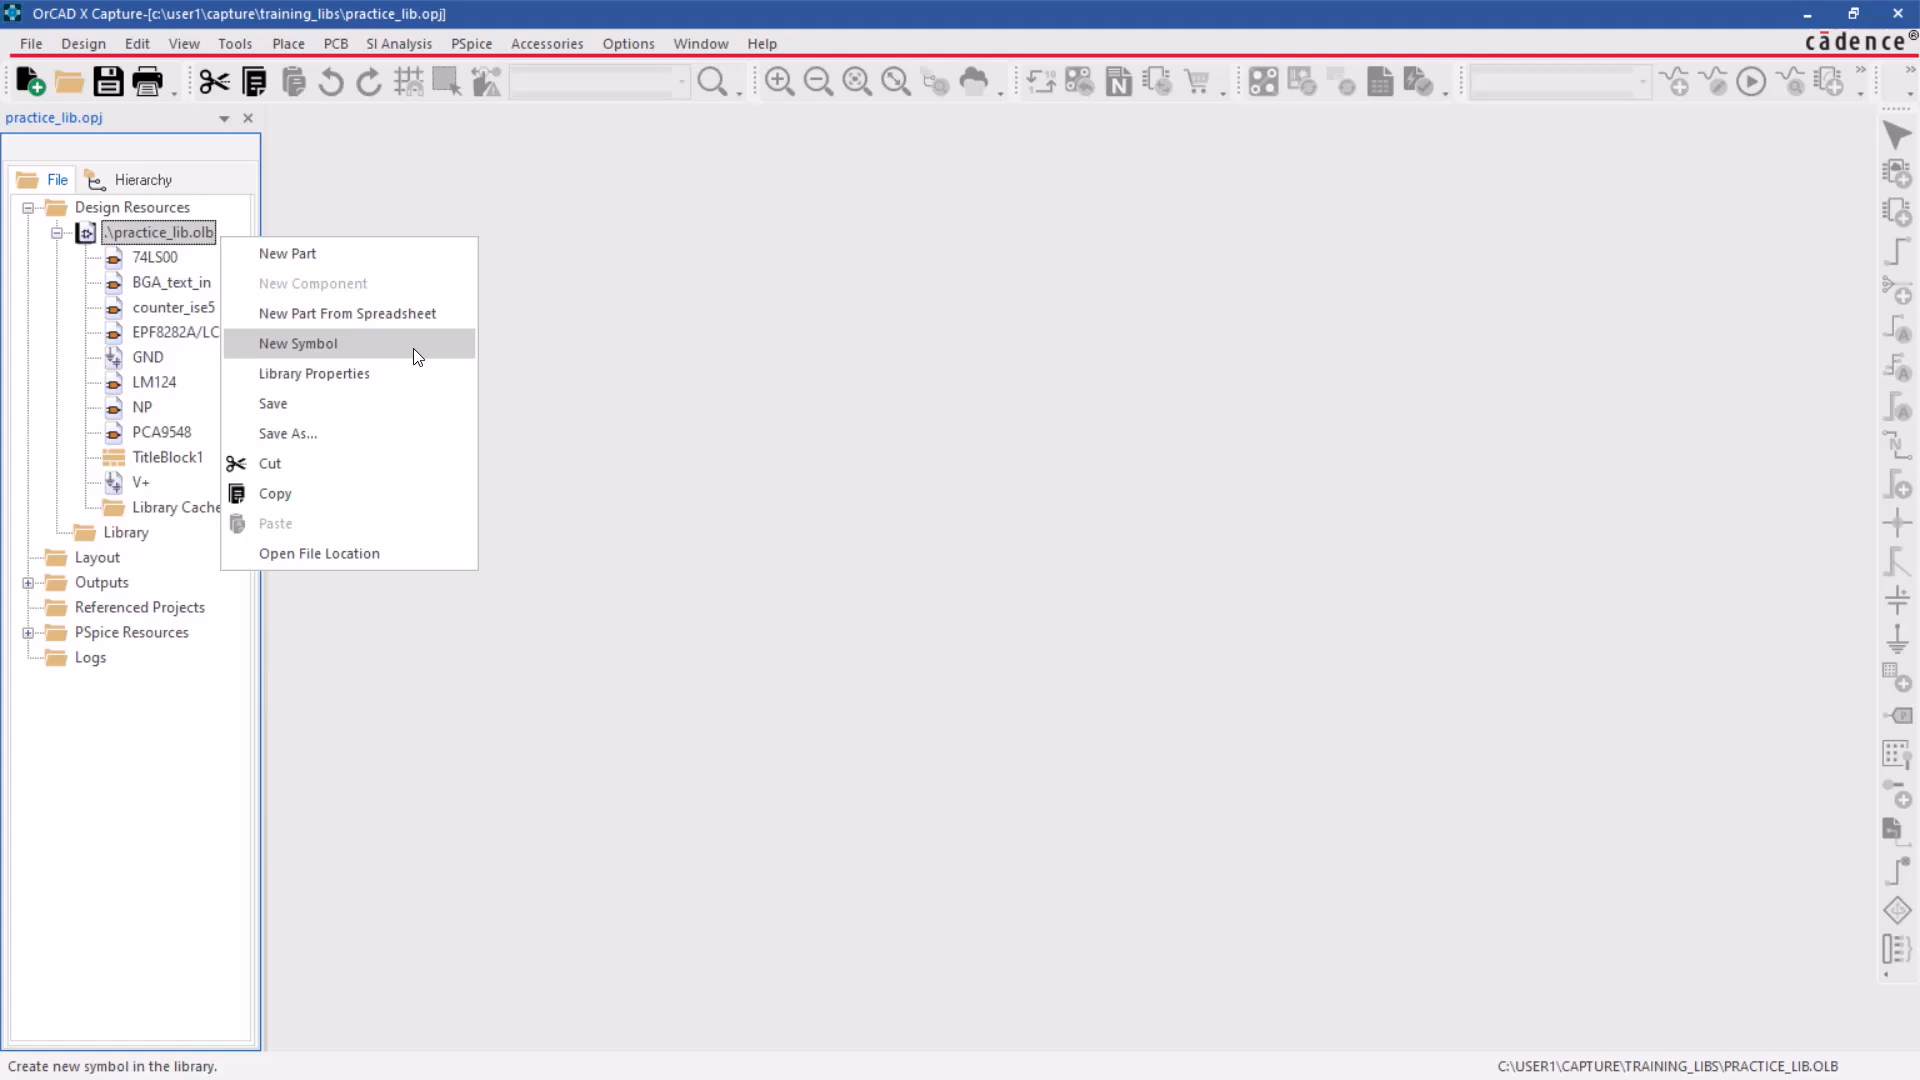 OrCAD X Capture-[c:\user1\capture\training_libs\practice_lib.opj]
File Design Edit View Tools Place PCB SI Analysis PSpice Accessories Options Window Help
cādence®
practice_lib.opj
File Hierarchy
Design Resources
.\practice_lib.olb
74LS00
BGA_text_in
counter_ise5
EPF8282A/LC
GND
LM124
NP
PCA9548
TitleBlock1
V+
Library Cache
Library
Layout
Outputs
Referenced Projects
PSpice Resources
Logs
New Part
New Component
New Part From Spreadsheet
New Symbol
Library Properties
Save
Save As...
Cut
Copy
Paste
Open File Location
Create new symbol in the library.
C:\USER1\CAPTURE\TRAINING_LIBS\PRACTICE_LIB.OLB